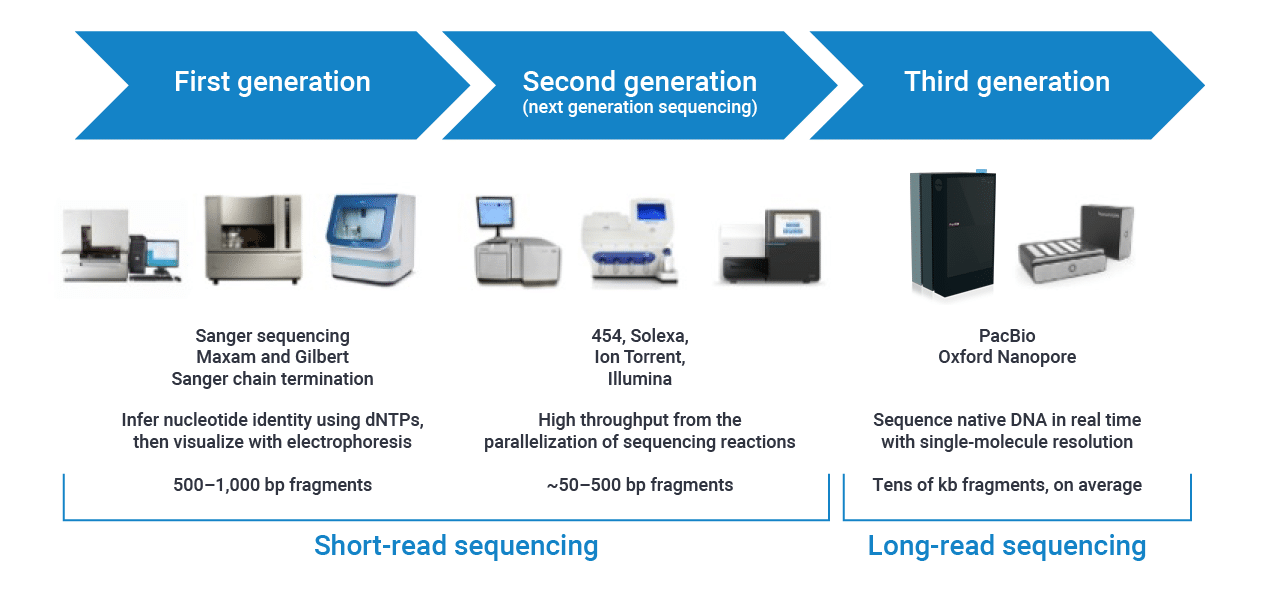 First generation
Second generation
(next generation sequencing)
Third generation
Sanger sequencing
Maxam and Gilbert
Sanger chain termination
454, Solexa,
Ion Torrent,
Illumina
PacBio
Oxford Nanopore
Infer nucleotide identity using dNTPs,
then visualize with electrophoresis
High throughput from the
parallelization of sequencing reactions
Sequence native DNA in real time
with single-molecule resolution
500–1,000 bp fragments
~50–500 bp fragments
Tens of kb fragments, on average
Short-read sequencing
Long-read sequencing